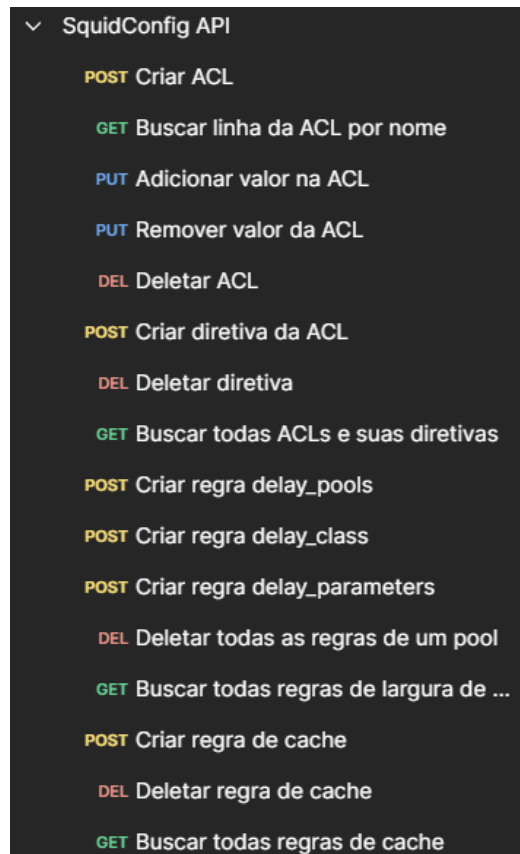 SquidConfig API
POST Criar ACL
GET Buscar linha da ACL por nome
PUT Adicionar valor na ACL
PUT Remover valor da ACL
DEL Deletar ACL
POST Criar diretiva da ACL
DEL Deletar diretiva
GET Buscar todas ACLs e suas diretivas
POST Criar regra delay_pools
POST Criar regra delay_class
POST Criar regra delay_parameters
DEL Deletar todas as regras de um pool
GET Buscar todas regras de largura de ...
POST Criar regra de cache
DEL Deletar regra de cache
GET Buscar todas regras de cache